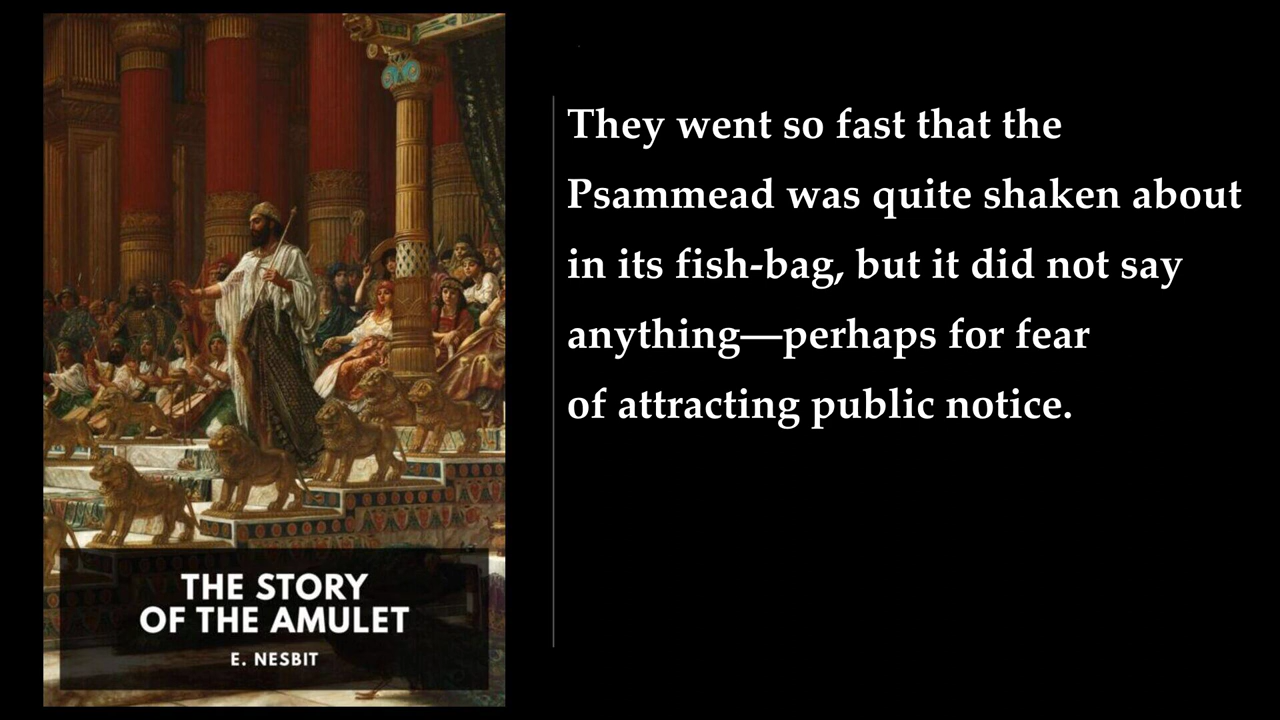 THE STORY
OF THE AMULET
E. NESBIT
They went so fast that the
Psammead was quite shaken about
in its fish-bag, but it did not say
anything—perhaps for fear
of attracting public notice.